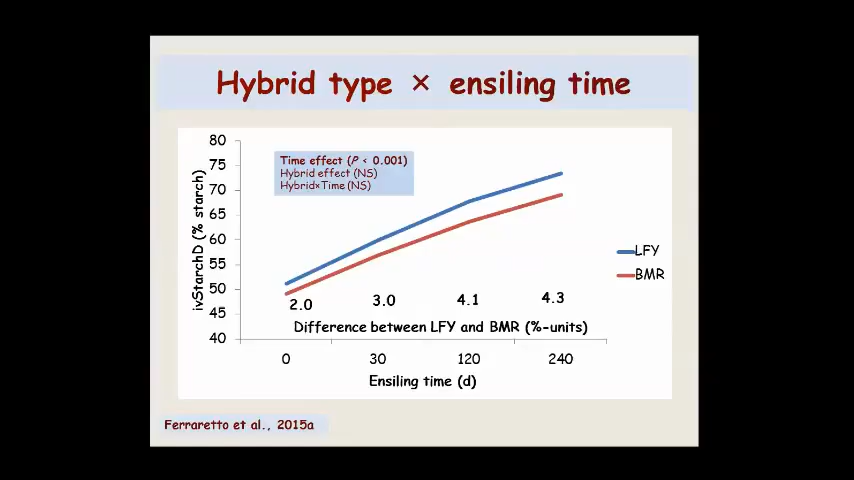 Hybrid type × ensiling time
80
75
70
65
60
55
50
45
40
ivStarchD (% starch)
Time effect (P < 0.001)
Hybrid effect (NS)
Hybrid×Time (NS)
LFY
BMR
2.0 3.0 4.1 4.3
Difference between LFY and BMR (%-units)
0 30 120 240
Ensiling time (d)
Ferraretto et al., 2015a